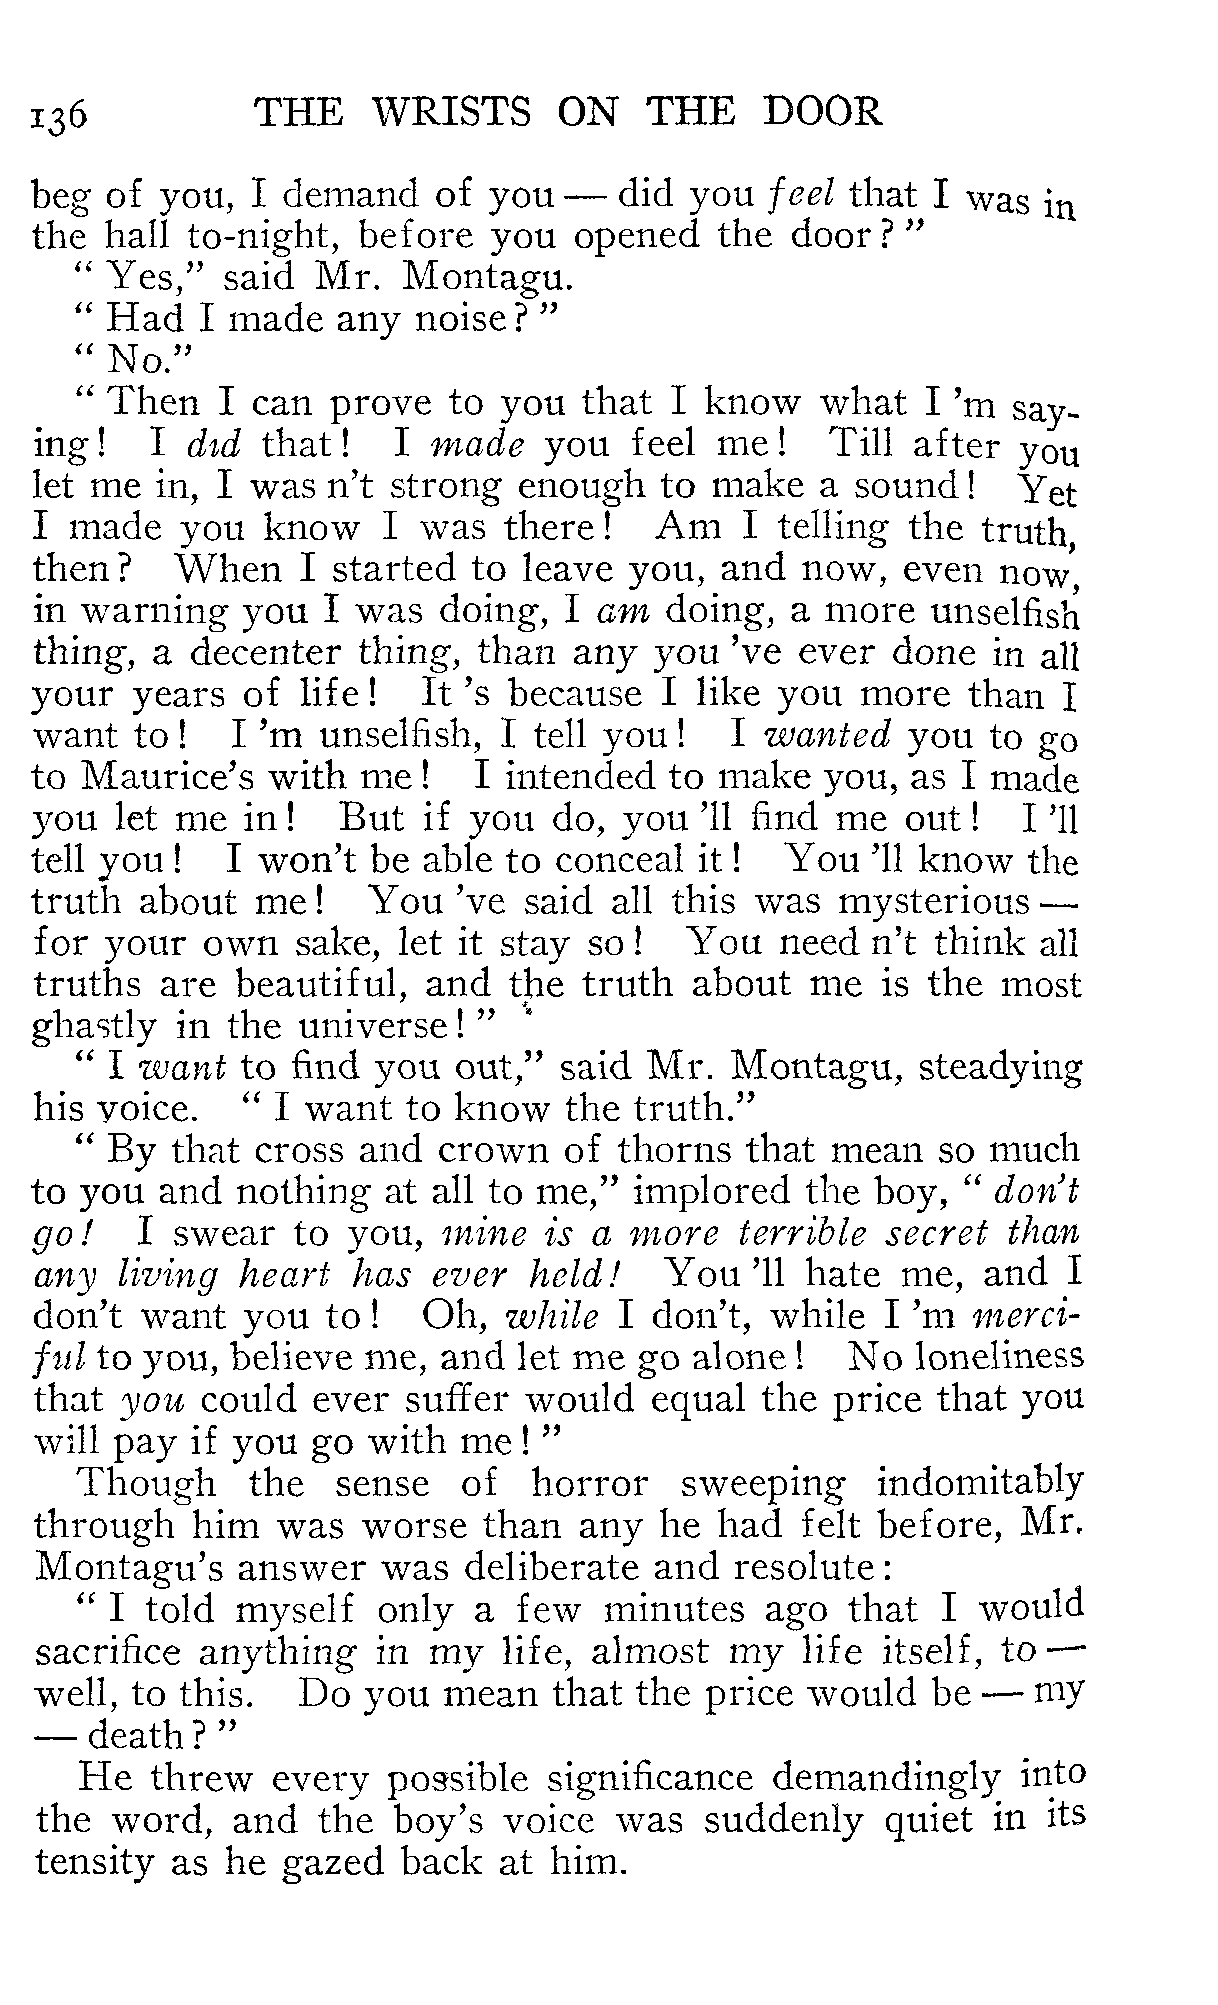 136 THE WRISTS ON THE DOOR
beg of you, I demand of you — did you feel that I was in
the hall to-night, before you opened the door?"
"Yes," said Mr. Montagu.
"Had I made any noise?"
"No."
"Then I can prove to you that I know what I'm say-
ing! I did that! I made you feel me! Till after you
let me in, I was n't strong enough to make a sound! Yet
I made you know I was there! Am I telling the truth,
then? When I started to leave you, and now, even now,
in warning you I was doing, I am doing, a more unselfish
thing, a decenter thing, than any you 've ever done in all
your years of life! It 's because I like you more than I
want to! I 'm unselfish, I tell you! I wanted you to go
to Maurice's with me! I intended to make you, as I made
you let me in! But if you do, you 'll find me out! I 'll
tell you! I won't be able to conceal it! You 'll know the
truth about me! You 've said all this was mysterious —
for your own sake, let it stay so! You need n't think all
truths are beautiful, and the truth about me is the most
ghastly in the universe!"
"I want to find you out," said Mr. Montagu, steadying
his voice. "I want to know the truth."
"By that cross and crown of thorns that mean so much
to you and nothing at all to me," implored the boy, "don't
go! I swear to you, mine is a more terrible secret than
any living heart has ever held! You 'll hate me, and I
don't want you to! Oh, while I don't, while I 'm merci-
ful to you, believe me, and let me go alone! No loneliness
that you could ever suffer would equal the price that you
will pay if you go with me!"
Though the sense of horror sweeping indomitably
through him was worse than any he had felt before, Mr.
Montagu's answer was deliberate and resolute:
"I told myself only a few minutes ago that I would
sacrifice anything in my life, almost my life itself, to —
well, to this. Do you mean that the price would be — my
— death?"
He threw every possible significance demandingly into
the word, and the boy's voice was suddenly quiet in its
tensity as he gazed back at him.